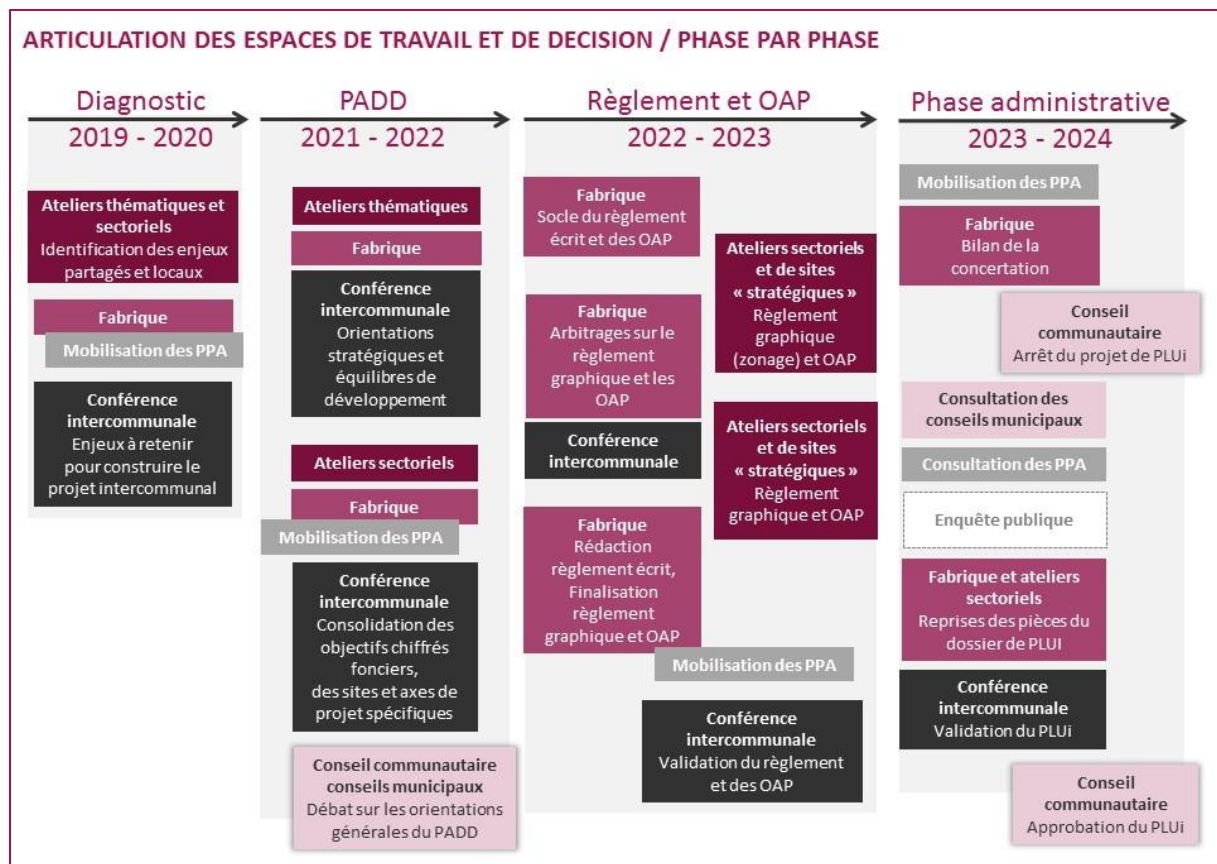 ARTICULATION DES ESPACES DE TRAVAIL ET DE DECISION / PHASE PAR PHASE
Diagnostic
2019 - 2020
Ateliers thématiques et
sectoriels
Identification des enjeux
partagés et locaux
Fabrique
Mobilisation des PPA
Conférence
intercommunale
Enjeux à retenir
pour construire le
projet intercommunal
PADD
2021 - 2022
Ateliers thématiques
Fabrique
Conférence
intercommunale
Orientations
stratégiques et
équilibres de
développement
Ateliers sectoriels
Fabrique
Mobilisation des PPA
Conférence
intercommunale
Consolidation des
objectifs chiffrés
fonciers,
des sites et axes de
projet spécifiques
Conseil communautaire
conseils municipaux
Débat sur les orientations
générales du PADD
Règlement et OAP
2022 - 2023
Fabrique
Socle du règlement
écrit et des OAP
Ateliers sectoriels
et de sites
« stratégiques »
Règlement
graphique
(zonage) et OAP
Fabrique
Arbitrages sur le
règlement
graphique et les
OAP
Conférence
intercommunale
Ateliers sectoriels
et de sites
« stratégiques »
Règlement
graphique et OAP
Fabrique
Rédaction
règlement écrit,
Finalisation
règlement
graphique et OAP
Mobilisation des PPA
Conférence
intercommunale
Validation du règlement
et des OAP
Phase administrative
2023 - 2024
Mobilisation des PPA
Fabrique
Bilan de la
concertation
Conseil
communautaire
Arrêt du projet de PLUi
Consultation des
conseils municipaux
Consultation des PPA
Enquête publique
Fabrique et ateliers
sectoriels
Reprises des pièces du
dossier de PLUI
Conférence
intercommunale
Validation du PLUi
Conseil
communautaire
Approbation du PLUi